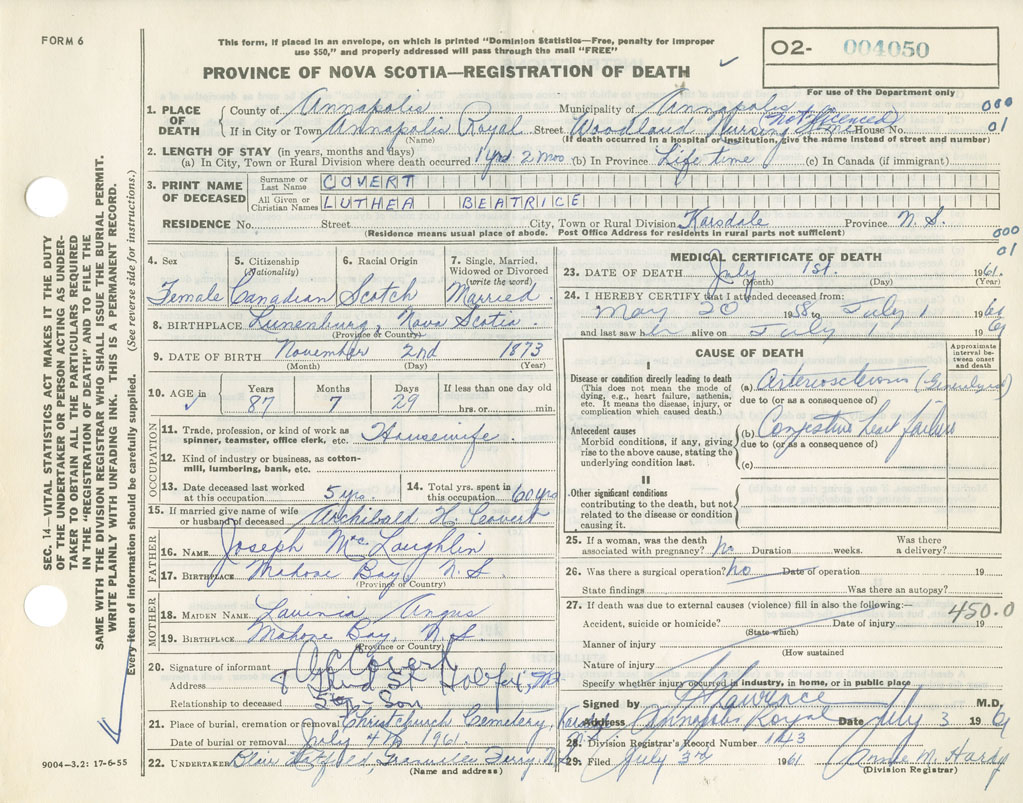 FORM 6
This form, if placed in an envelope, on which is printed "Dominion Statistics—Free, penalty for improper
use $50," and properly addressed will pass through the mail "FREE"
O2- 004050
For use of the Department only
PROVINCE OF NOVA SCOTIA—REGISTRATION OF DEATH
SEC. 14—VITAL STATISTICS ACT MAKES IT THE DUTY
OF THE UNDERTAKER OR PERSON ACTING AS UNDER-
TAKER TO OBTAIN ALL THE PARTICULARS REQUIRED
IN THE "REGISTRATION OF DEATH" AND TO FILE THE
SAME WITH THE DIVISION REGISTRAR WHO SHALL ISSUE THE BURIAL PERMIT.
WRITE PLAINLY WITH UNFADING INK. THIS IS A PERMANENT RECORD.
Every item of information should be carefully supplied. (See reverse side for instructions.)
1. PLACE OF DEATH
County of Annapolis Municipality of Annapolis 000
If in City or Town Annapolis Royal Street Woodland Nursing Home (not licenced) House No. 01
(Name) (If death occurred in a hospital or institution, give the name instead of street and number)
2. LENGTH OF STAY (in years, months and days)
(a) In City, Town or Rural Division where death occurred 1 yrs 2 mos (b) In Province Life time (c) In Canada (if immigrant)
3. PRINT NAME OF DECEASED
Surname or Last Name COVERT
All Given or Christian Names LUTHEA BEATRICE
RESIDENCE No. Street City, Town or Rural Division Karsdale Province N.S.
(Residence means usual place of abode. Post Office Address for residents in rural parts not sufficient)
000
01
4. Sex Female
5. Citizenship (Nationality) Canadian
6. Racial Origin Scotch
7. Single, Married, Widowed or Divorced (write the word) Married
8. BIRTHPLACE Lunenburg, Nova Scotia
(Province or Country)
9. DATE OF BIRTH November 2nd 1873
(Month) (Day) (Year)
10. AGE in Years 87 Months 7 Days 29 If less than one day old hrs. or min.
OCCUPATION
11. Trade, profession, or kind of work as spinner, teamster, office clerk, etc. Housewife
12. Kind of industry or business, as cotton-mill, lumbering, bank, etc.
13. Date deceased last worked at this occupation 5 yrs.
14. Total yrs. spent in this occupation 60 yrs
15. If married give name of wife or husband of deceased Archibald H. Covert
FATHER
16. NAME Joseph McLaughlin
17. BIRTHPLACE Mahone Bay, N.S
(Province or Country)
MOTHER
18. MAIDEN NAME Lavinia Angus
19. BIRTHPLACE Mahone Bay, N.S
(Province or Country)
20. Signature of informant Covert
Address 8 St Halifax,
Relationship to deceased Son
21. Place of burial, cremation or removal Christchurch Cemetery,
Date of burial or removal July 4th 1961.
22. UNDERTAKER Blair
(Name and address)
MEDICAL CERTIFICATE OF DEATH
23. DATE OF DEATH July 1st. 1961.
(Month) (Day) (Year)
24. I HEREBY CERTIFY that I attended deceased from:
May 20 1958 to July 1 1961
and last saw her alive on July 1 1961
CAUSE OF DEATH
Approximate interval between onset and death
I
Disease or condition directly leading to death
(This does not mean the mode of dying, e.g., heart failure, asthenia, etc. It means the disease, injury, or complication which caused death.)
(a) Arteriosclerosis (Generalyzed)
due to (or as a consequence of)
Antecedent causes
Morbid conditions, if any, giving rise to the above cause, stating the underlying condition last.
(b) Congestive heart failure
due to (or as a consequence of)
(c)
II
Other significant conditions
contributing to the death, but not related to the disease or condition causing it.
25. If a woman, was the death associated with pregnancy? no Duration weeks. Was there a delivery?
26. Was there a surgical operation? no Date of operation 19
State findings Was there an autopsy?
27. If death was due to external causes (violence) fill in also the following:— 450.0
Accident, suicide or homicide? Date of injury 19
(State which)
Manner of injury
(How sustained
Nature of injury
Specify whether injury occurred in industry, in home, or in public place
Signed by Lawrence M.D,
Address Annapolis Royal Date July 3 1961
28. Division Registrar's Record Number 1243
29. Filed July 3rd 1961 Annie M. Hardy
(Division Registrar)
9004—3.2: 17-6-55